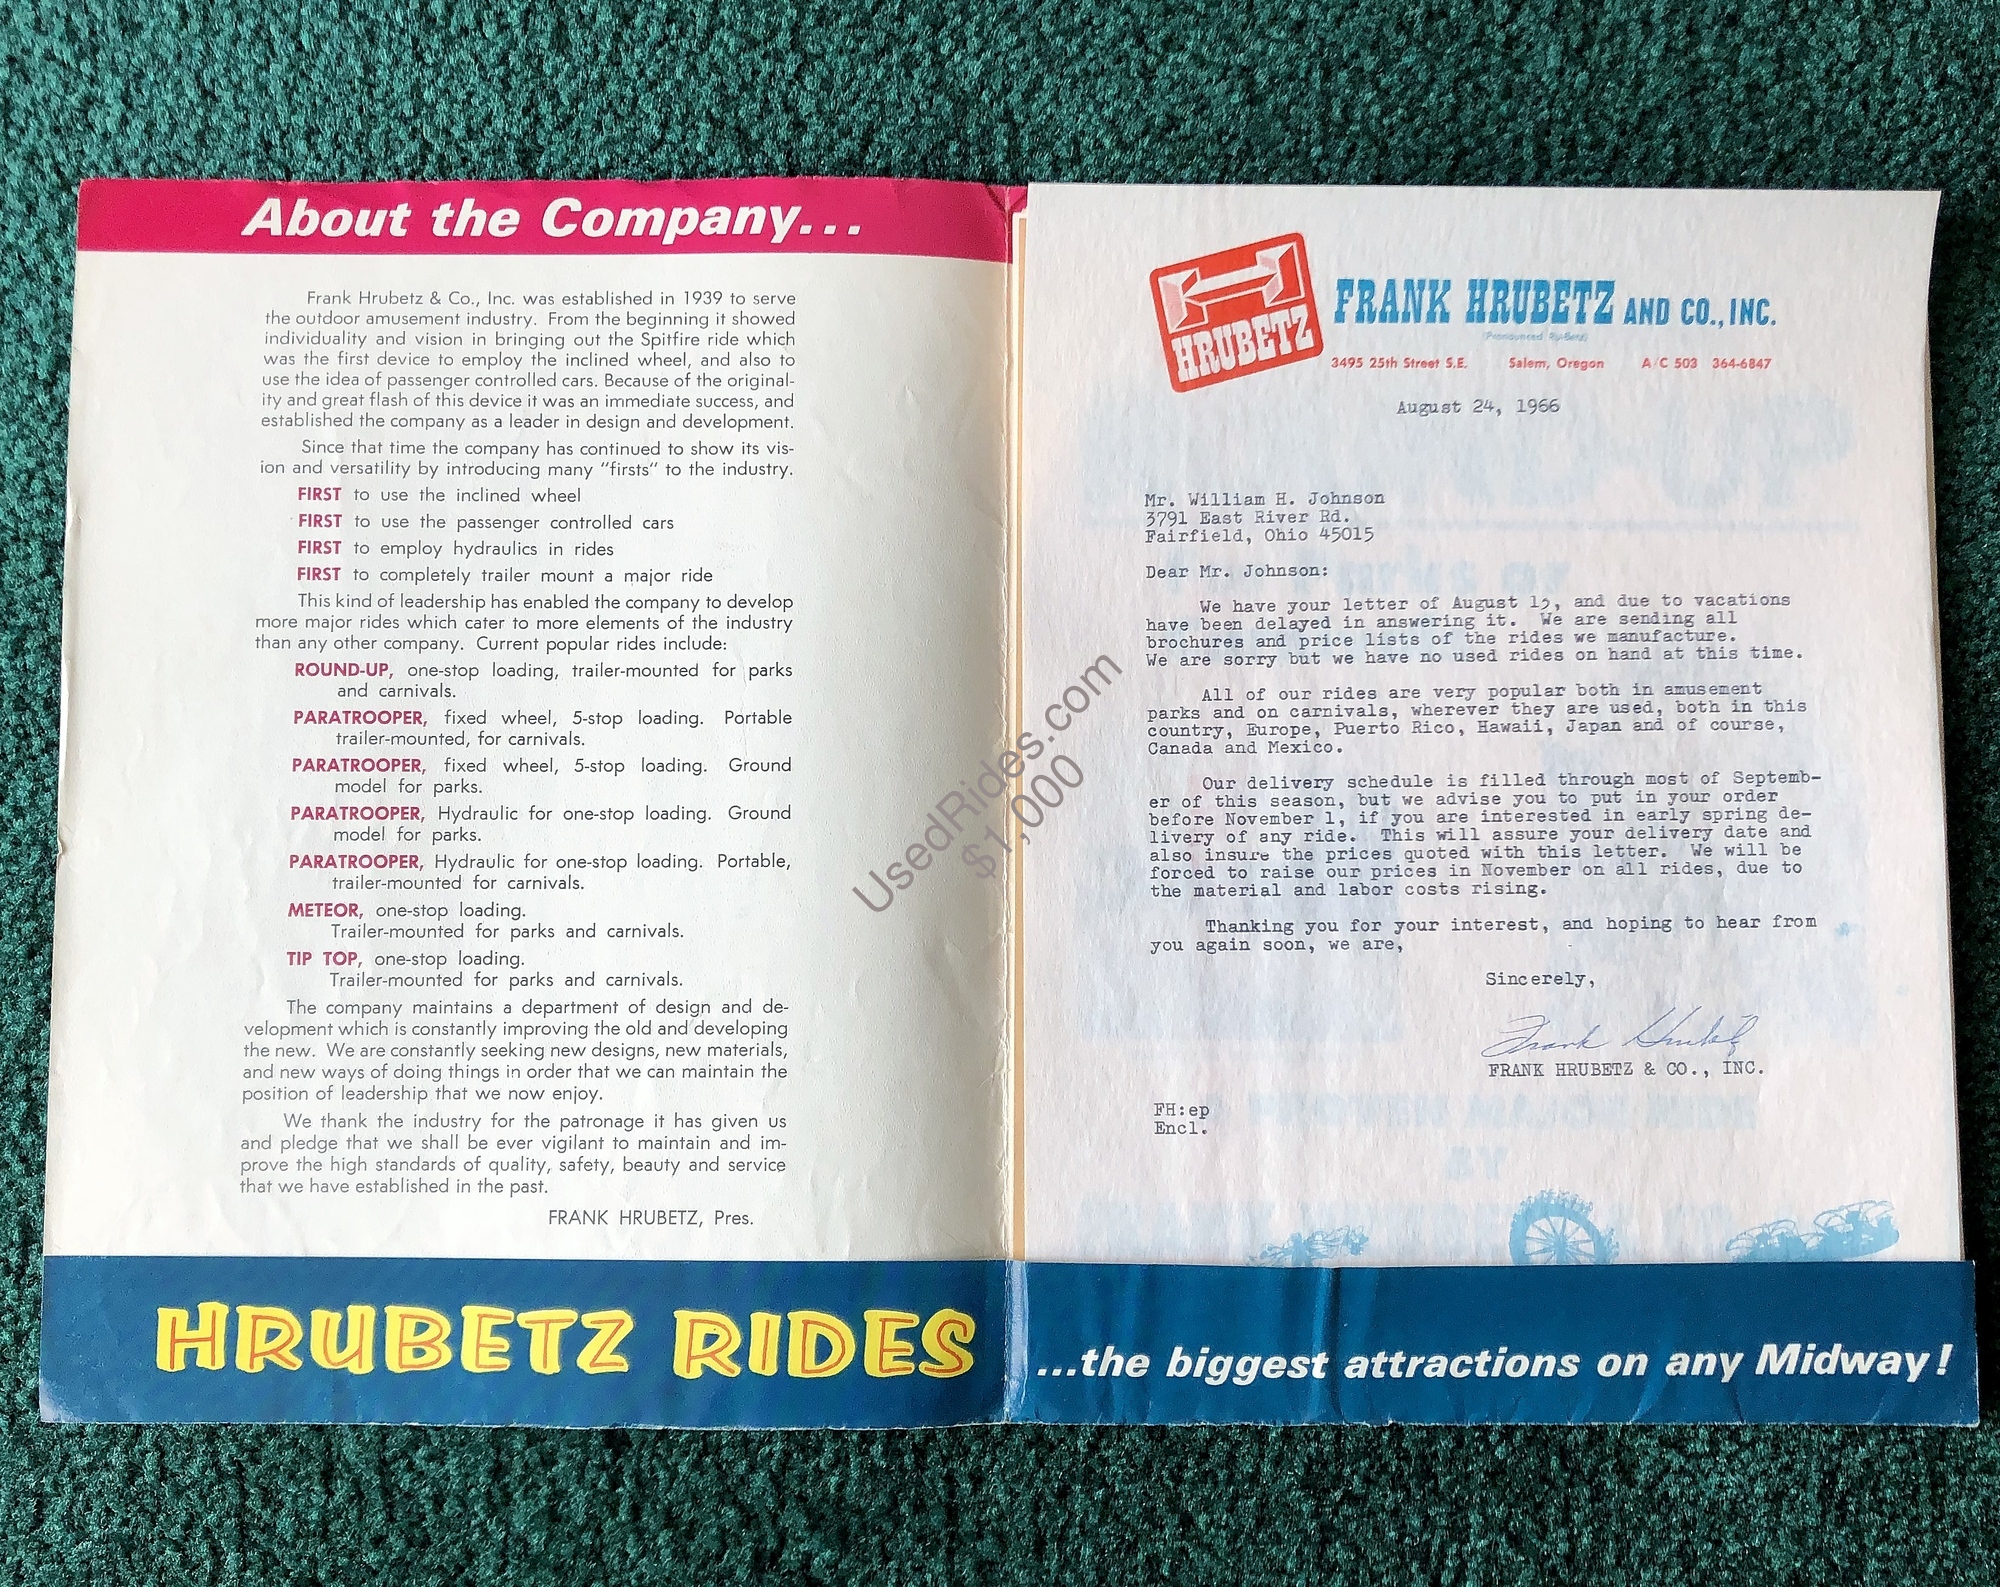 About the Company...
Frank Hrubetz & Co., Inc. was established in 1939 to serve
the outdoor amusement industry. From the beginning it showed
individuality and vision in bringing out the Spitfire ride which
was the first device to employ the inclined wheel, and also to
use the idea of passenger controlled cars. Because of the original-
ity and great flash of this device it was an immediate success, and
established the company as a leader in design and development.
Since that time the company has continued to show its vis-
ion and versatility by introducing many "firsts" to the industry.
FIRST to use the inclined wheel
FIRST to use the passenger controlled cars
FIRST to employ hydraulics in rides
FIRST to completely trailer mount a major ride
This kind of leadership has enabled the company to develop
more major rides which cater to more elements of the industry
than any other company. Current popular rides include:
ROUND-UP, one-stop loading, trailer-mounted for parks
and carnivals.
PARATROOPER, fixed wheel, 5-stop loading. Portable
trailer-mounted, for carnivals.
PARATROOPER, fixed wheel, 5-stop loading. Ground
model for parks.
PARATROOPER, Hydraulic for one-stop loading. Ground
model for parks.
PARATROOPER, Hydraulic for one-stop loading. Portable,
trailer-mounted for carnivals.
METEOR, one-stop loading.
Trailer-mounted for parks and carnivals.
TIP TOP, one-stop loading.
Trailer-mounted for parks and carnivals.
The company maintains a department of design and de-
velopment which is constantly improving the old and developing
the new. We are constantly seeking new designs, new materials,
and new ways of doing things in order that we can maintain the
position of leadership that we now enjoy.
We thank the industry for the patronage it has given us
and pledge that we shall be ever vigilant to maintain and im-
prove the high standards of quality, safety, beauty and service
that we have established in the past.
FRANK HRUBETZ, Pres.
HRUBETZ RIDES
HRUBETZ
FRANK HRUBETZ AND CO., INC.
(Pronounced Ru-Betz)
3495 25th Street S.E. Salem, Oregon A/C 503 364-6847
August 24, 1966
Mr. William H. Johnson
3791 East River Rd.
Fairfield, Ohio 45015
Dear Mr. Johnson:
We have your letter of August 15, and due to vacations
have been delayed in answering it. We are sending all
brochures and price lists of the rides we manufacture.
We are sorry but we have no used rides on hand at this time.
All of our rides are very popular both in amusement
parks and on carnivals, wherever they are used, both in this
country, Europe, Puerto Rico, Hawaii, Japan and of course,
Canada and Mexico.
Our delivery schedule is filled through most of Septemb-
er of this season, but we advise you to put in your order
before November 1, if you are interested in early spring de-
livery of any ride. This will assure your delivery date and
also insure the prices quoted with this letter. We will be
forced to raise our prices in November on all rides, due to
the material and labor costs rising.
Thanking you for your interest, and hoping to hear from
you again soon, we are,
Sincerely,
Frank Hrubetz
FRANK HRUBETZ & CO., INC.
FH:ep
Encl.
...the biggest attractions on any Midway!
UsedRides.com
$1,000